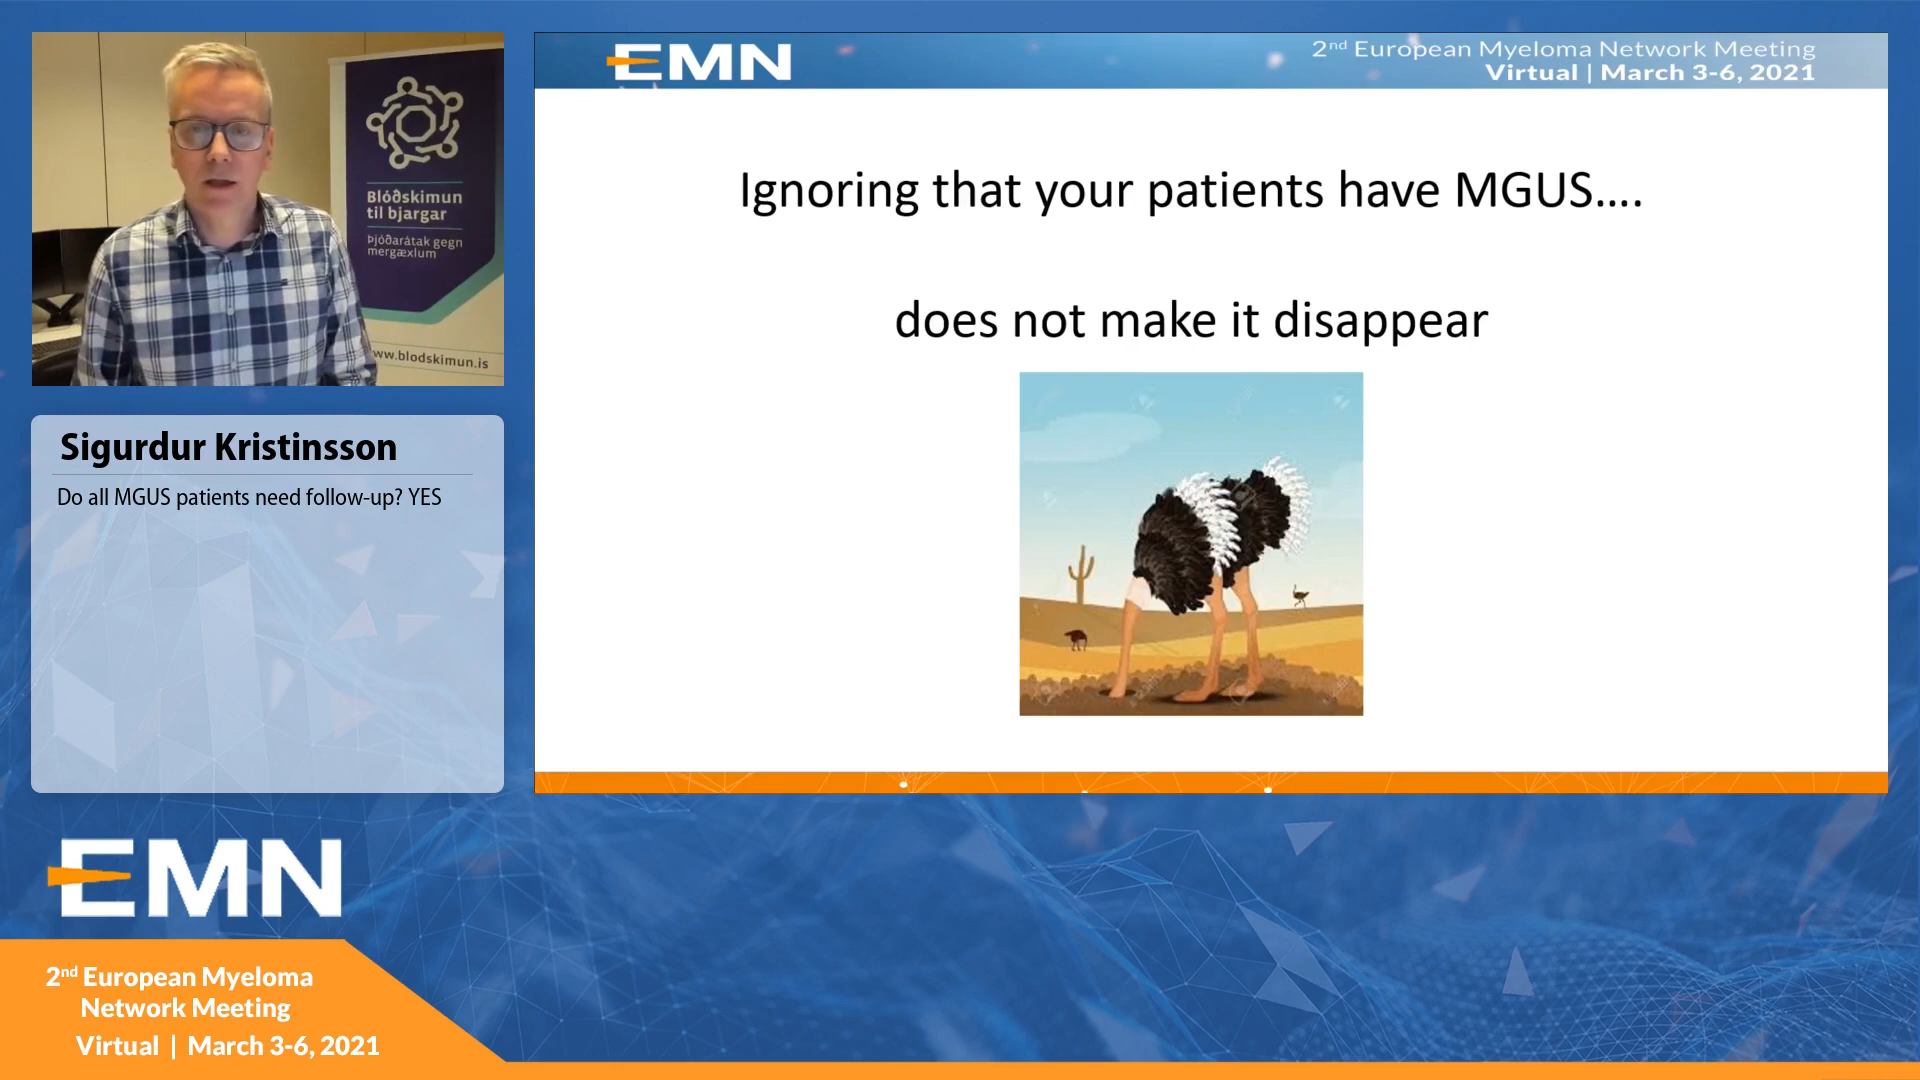 Blóðskimun
til bjargar
Þjóðarátak gegn
mergæxlum
ww.blodskimun.is
Sigurdur Kristinsson
Do all MGUS patients need follow-up? YES
EMN
2nd European Myeloma
Network Meeting
Virtual | March 3-6, 2021
EMN
2nd European Myeloma Network Meeting
Virtual | March 3-6, 2021
Ignoring that your patients have MGUS....
does not make it disappear